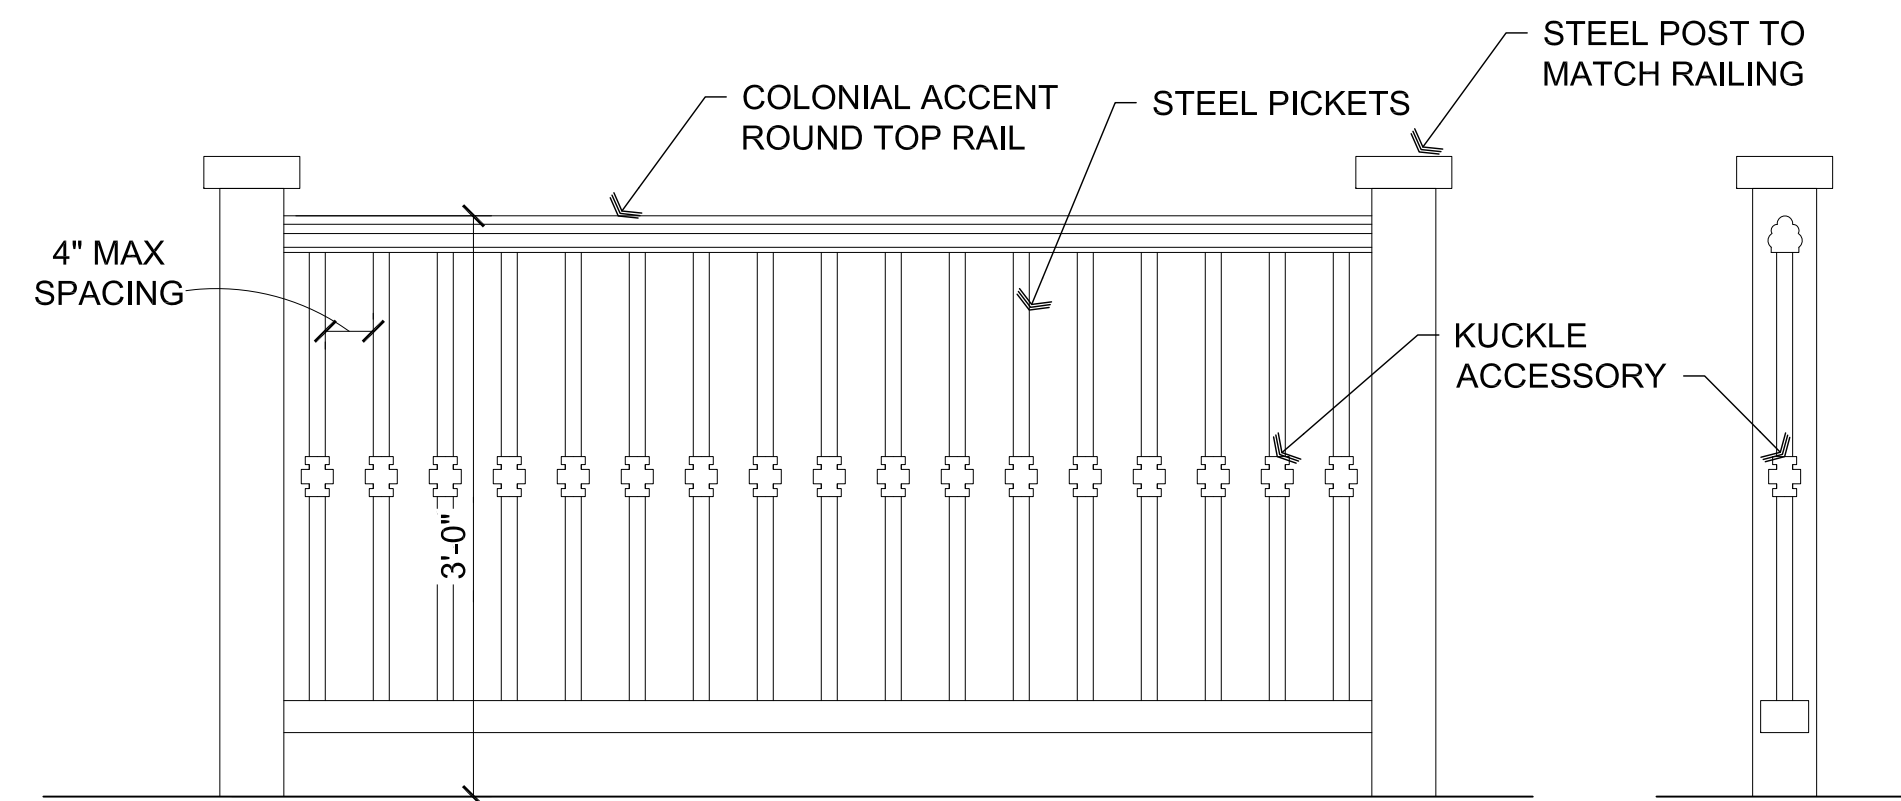 STEEL POST TO
MATCH RAILING
COLONIAL ACCENT
ROUND TOP RAIL
STEEL PICKETS
4" MAX
SPACING
KUCKLE
ACCESSORY
3'-0"